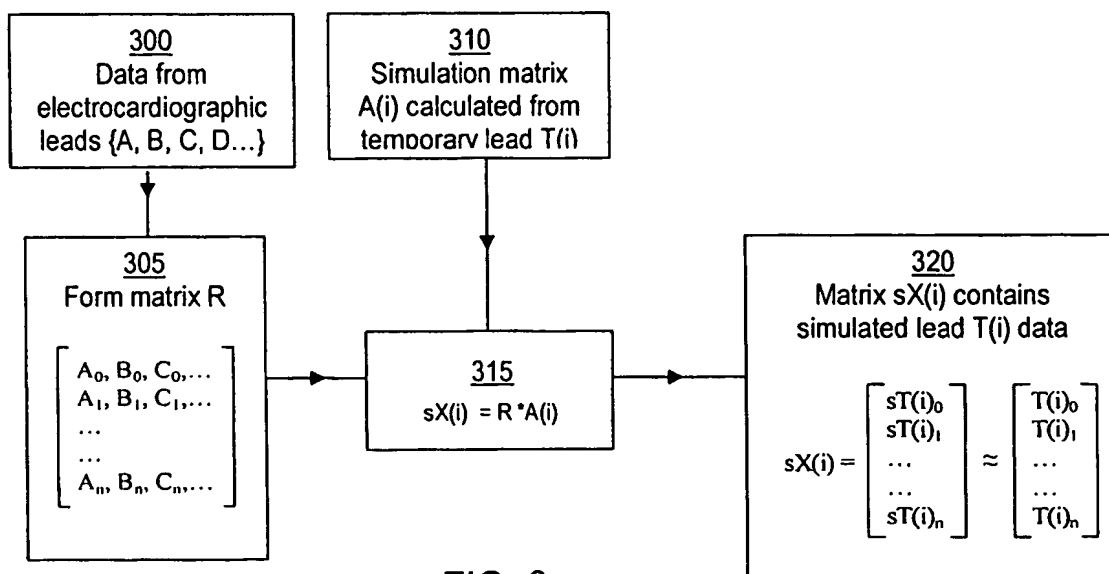 300
Data from
electrocardiographic
leads {A, B, C, D...}
310
Simulation matrix
A(i) calculated from
temporary lead T(i)
305
Form matrix R
A₀, B₀, C₀,...
A₁, B₁, C₁,...
...
...
Aₙ, Bₙ, Cₙ,...
315
sX(i) = R *A(i)
320
Matrix sX(i) contains
simulated lead T(i) data
sX(i) =
sT(i)₀
sT(i)₁
...
...
sT(i)ₙ
≈
T(i)₀
T(i)₁
...
...
T(i)ₙ